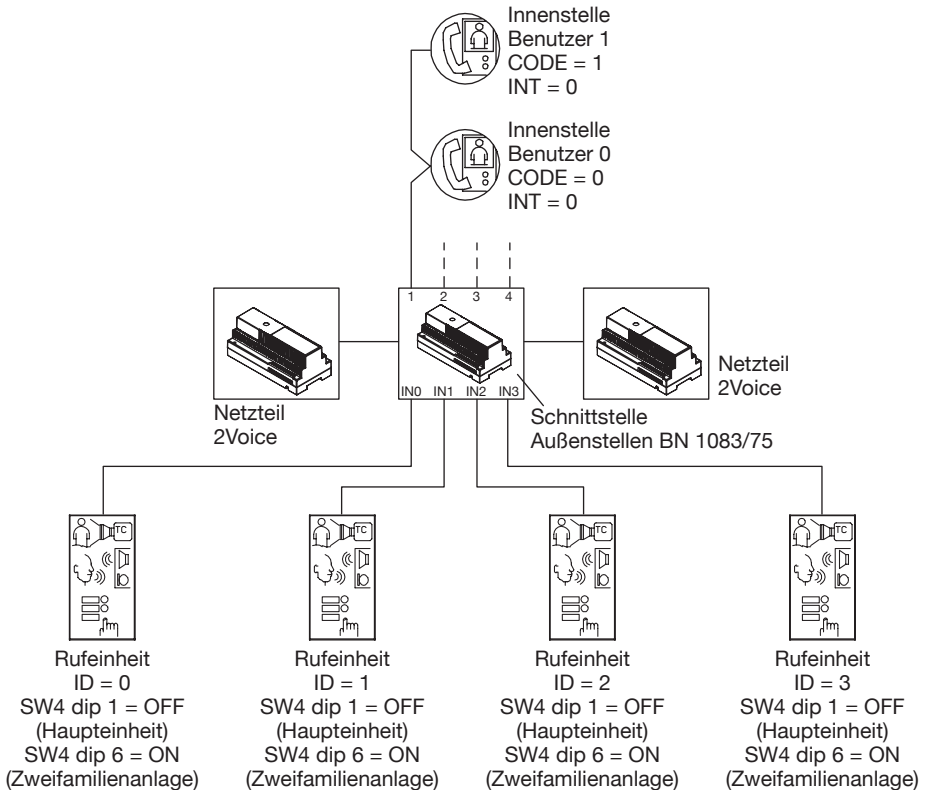 Innenstelle
Benutzer 1
CODE = 1
INT = 0
Innenstelle
Benutzer 0
CODE = 0
INT = 0
1 2 3 4
Netzteil
2Voice
IN0 IN1 IN2 IN3
Netzteil
2Voice
Schnittstelle
Außenstellen BN 1083/75
TC TC TC TC
Rufeinheit
ID = 0
SW4 dip 1 = OFF
(Haupteinheit)
SW4 dip 6 = ON
(Zweifamilienanlage)
Rufeinheit
ID = 1
SW4 dip 1 = OFF
(Haupteinheit)
SW4 dip 6 = ON
(Zweifamilienanlage)
Rufeinheit
ID = 2
SW4 dip 1 = OFF
(Haupteinheit)
SW4 dip 6 = ON
(Zweifamilienanlage)
Rufeinheit
ID = 3
SW4 dip 1 = OFF
(Haupteinheit)
SW4 dip 6 = ON
(Zweifamilienanlage)